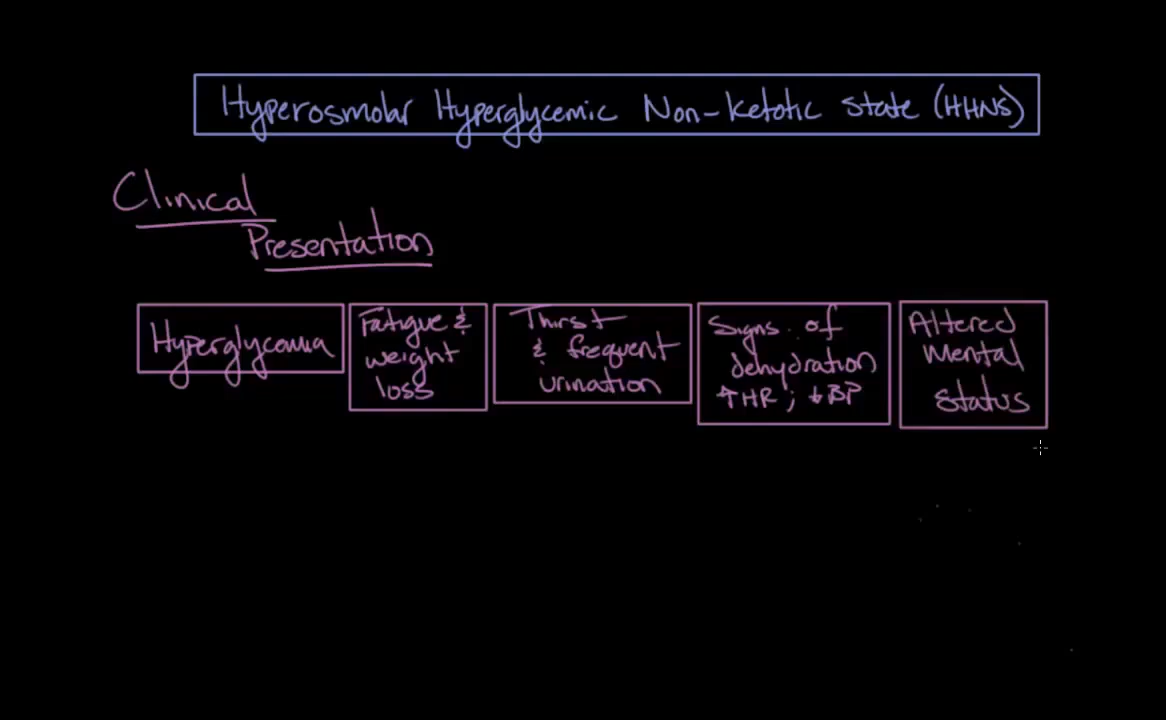 Hyperosmolar Hyperglycemic Non-Ketotic State (HHNS)
Clinical
Presentation
Hyperglycemia
Fatigue &
weight
loss
Thirst
& frequent
urination
Signs of
dehydration
↑HR; ↓BP
Altered
Mental
Status